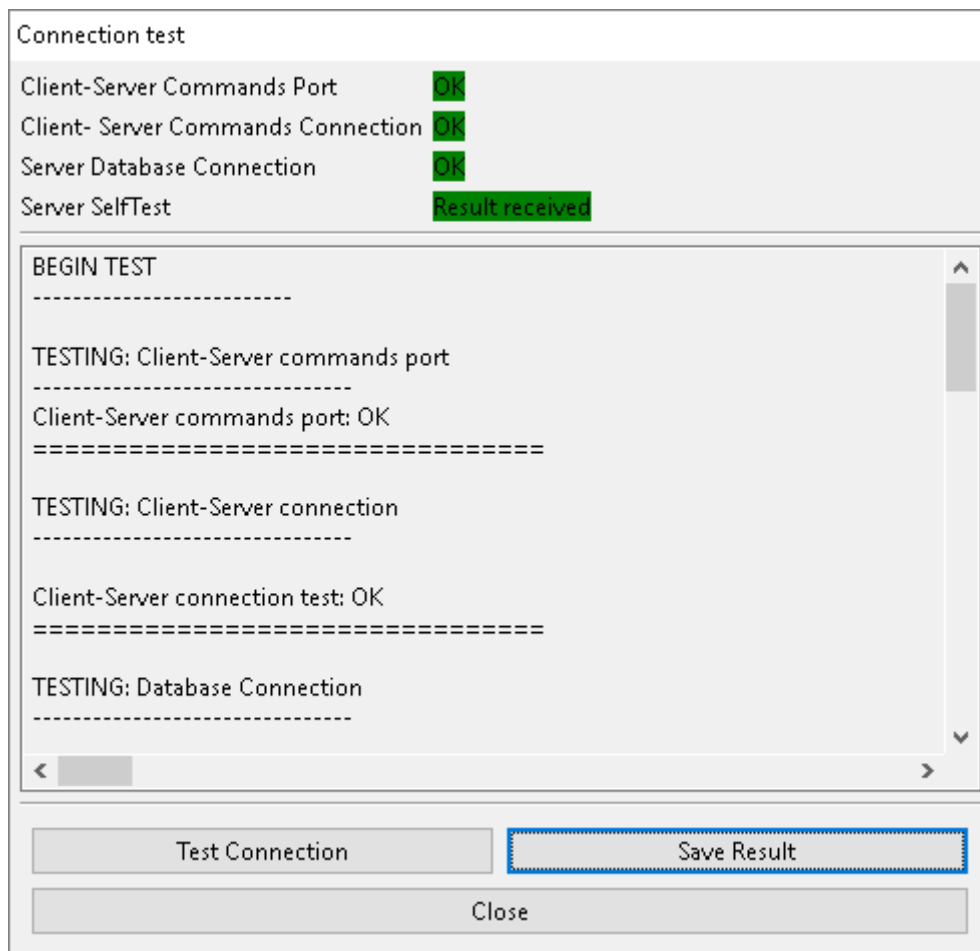 Connection test
Client-Server Commands Port OK
Client- Server Commands Connection OK
Server Database Connection OK
Server SelfTest Result received
BEGIN TEST
--------------------------
TESTING: Client-Server commands port
--------------------------------
Client-Server commands port: OK
================================
TESTING: Client-Server connection
--------------------------------
Client-Server connection test: OK
================================
TESTING: Database Connection
--------------------------------
Test Connection Save Result
Close